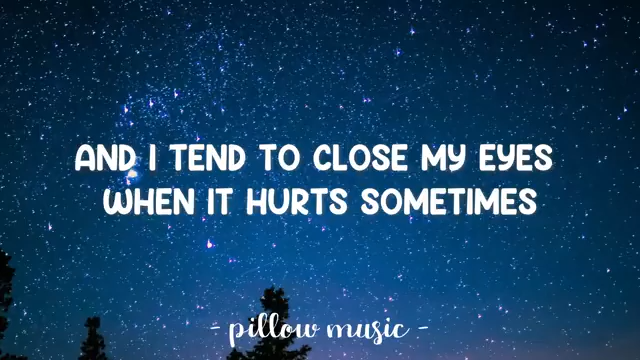 AND I TEND TO CLOSE MY EYES
WHEN IT HURTS SOMETIMES
- pillow music -